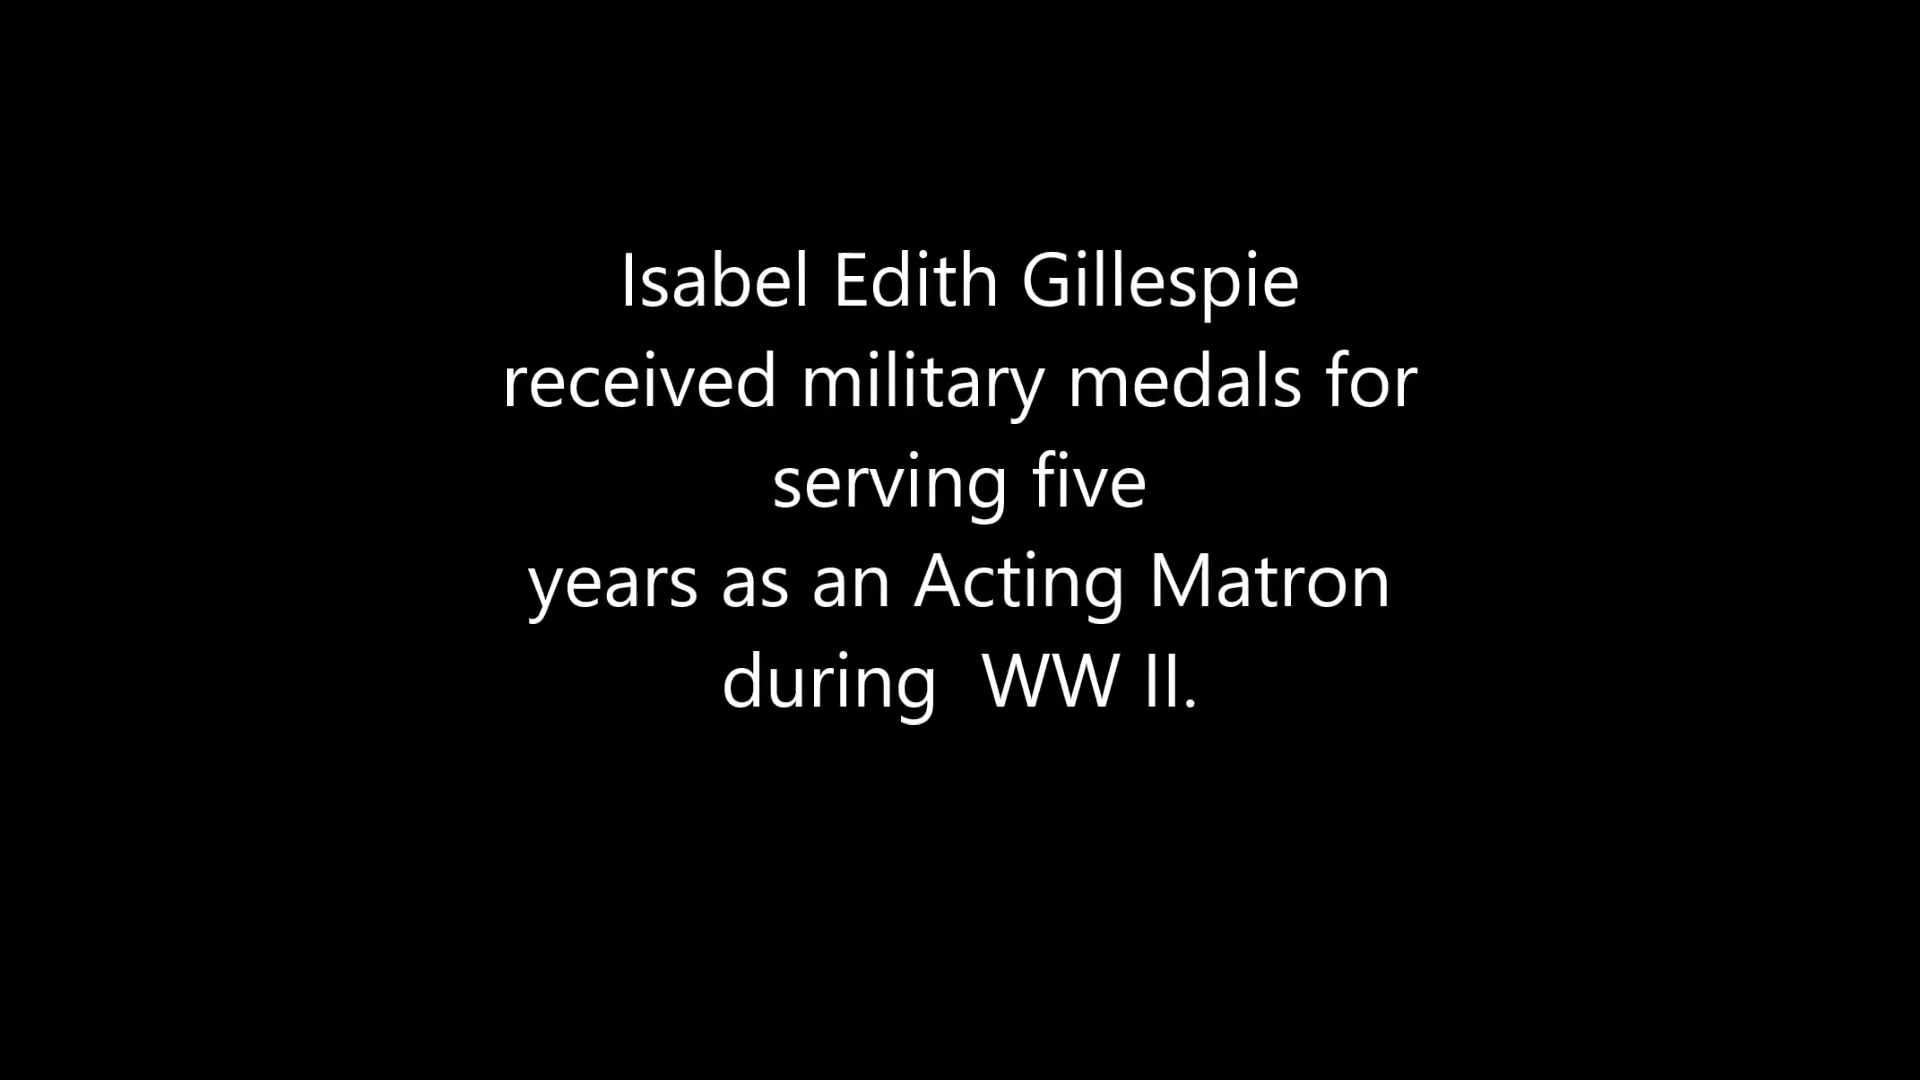 Isabel Edith Gillespie
received military medals for
serving five
years as an Acting Matron
during  WW II.